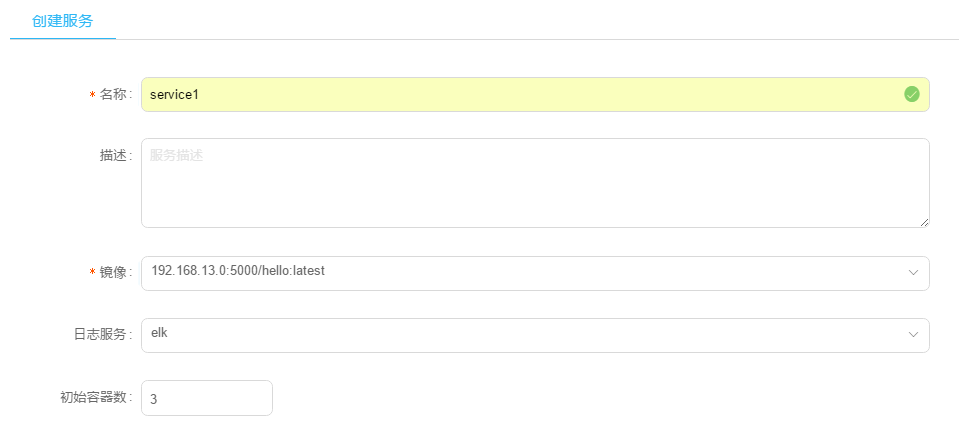 创建服务
* 名称: service1
描述: 服务描述
* 镜像: 192.168.13.0:5000/hello:latest
日志服务: elk
初始容器数: 3